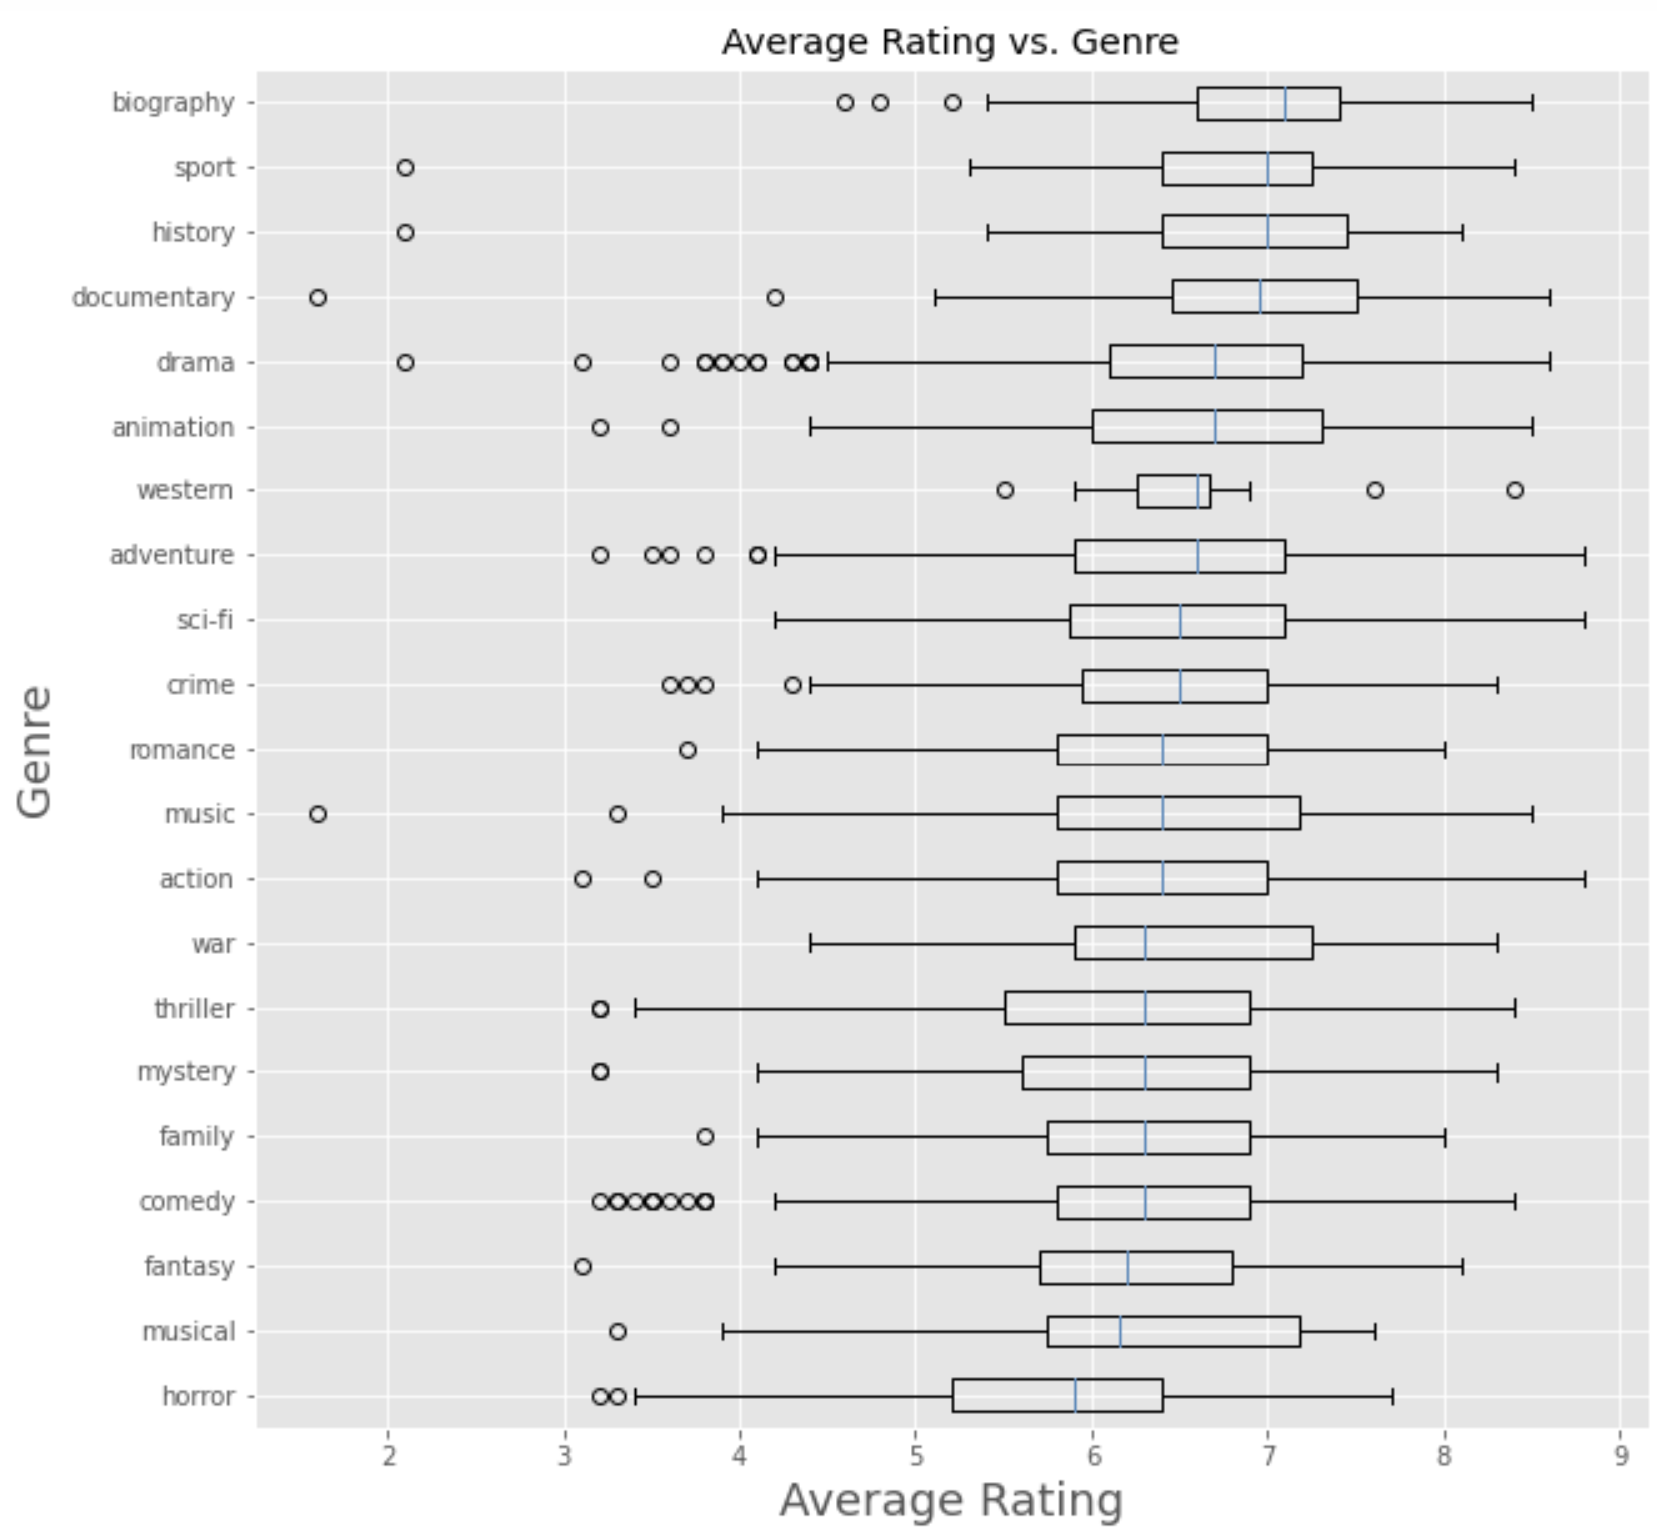 Average Rating vs. Genre
biography
sport
history
documentary
drama
animation
western
adventure
sci-fi
crime
romance
music
action
war
thriller
mystery
family
comedy
fantasy
musical
horror
Genre
2 3 4 5 6 7 8 9
Average Rating